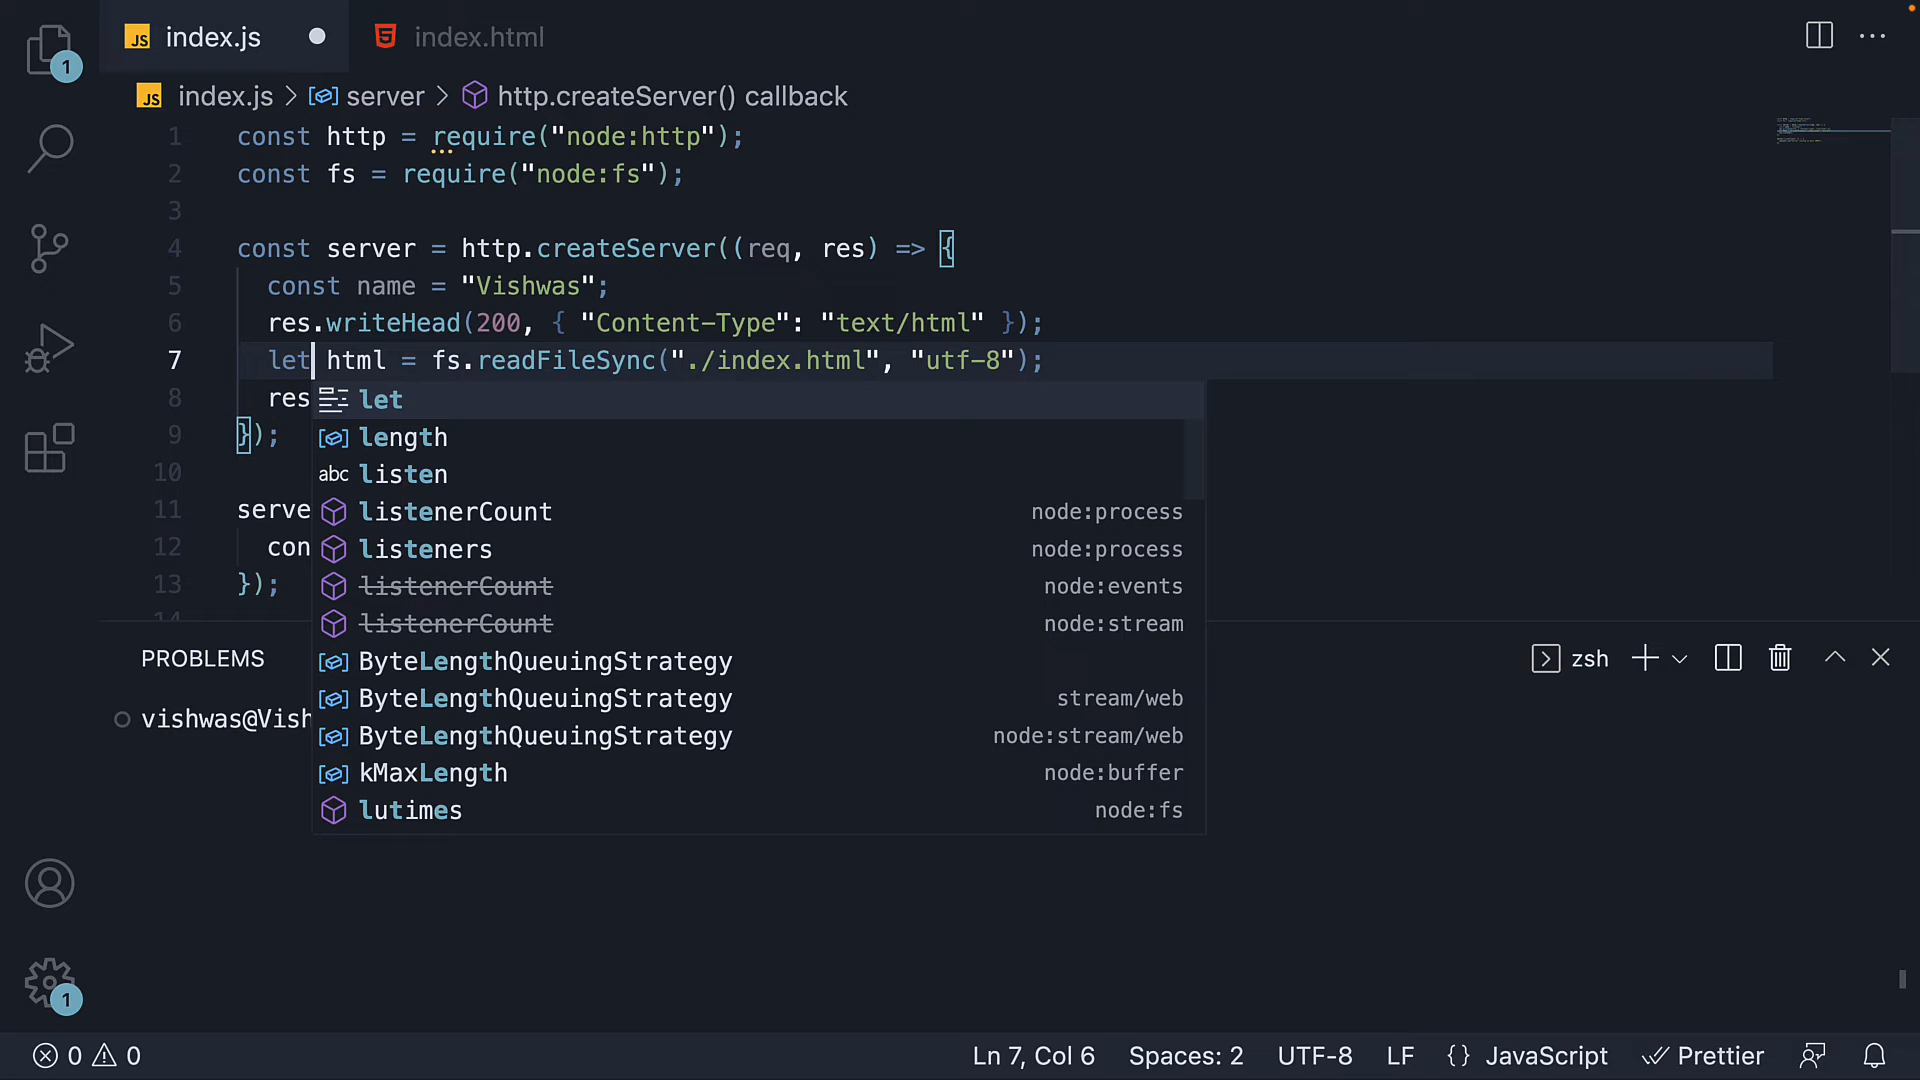 JS index.js index.html
1
JS index.js > server > http.createServer() callback
1 const http = require("node:http");
2 const fs = require("node:fs");
3
4 const server = http.createServer((req, res) => {
5 const name = "Vishwas";
6 res.writeHead(200, { "Content-Type": "text/html" });
7 let html = fs.readFileSync("./index.html", "utf-8");
8 res
let
9 });
length
10
abc listen
11 serve
listenerCount node:process
12 con
listeners node:process
13 });
listenerCount node:events
14
listenerCount node:stream
PROBLEMS
ByteLengthQueuingStrategy
zsh
ByteLengthQueuingStrategy stream/web
vishwas@Vish
ByteLengthQueuingStrategy node:stream/web
kMaxLength node:buffer
lutimes node:fs
1
0 0 Ln 7, Col 6 Spaces: 2 UTF-8 LF {} JavaScript Prettier